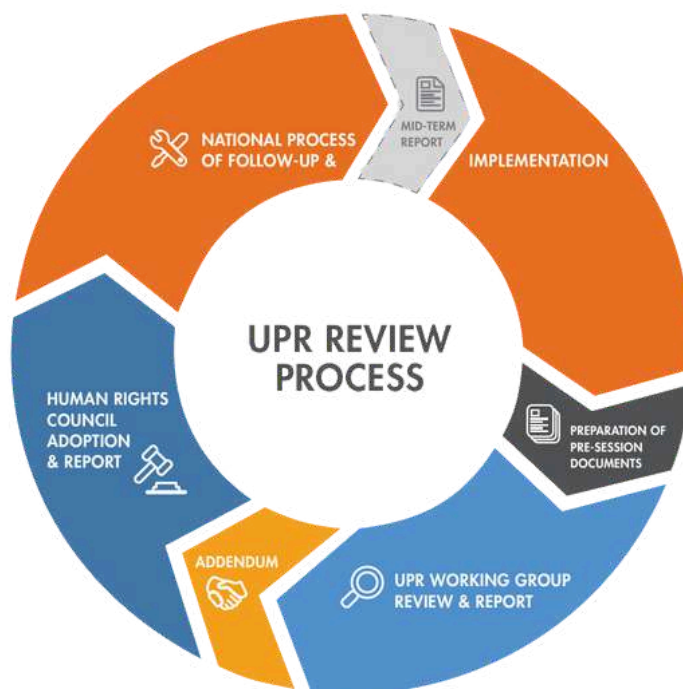 MID-TERM
REPORT
NATIONAL PROCESS
OF FOLLOW-UP &
IMPLEMENTATION
UPR REVIEW
PROCESS
HUMAN RIGHTS
COUNCIL
ADOPTION
& REPORT
PREPARATION OF
PRE-SESSION
DOCUMENTS
ADDENDUM
UPR WORKING GROUP
REVIEW & REPORT